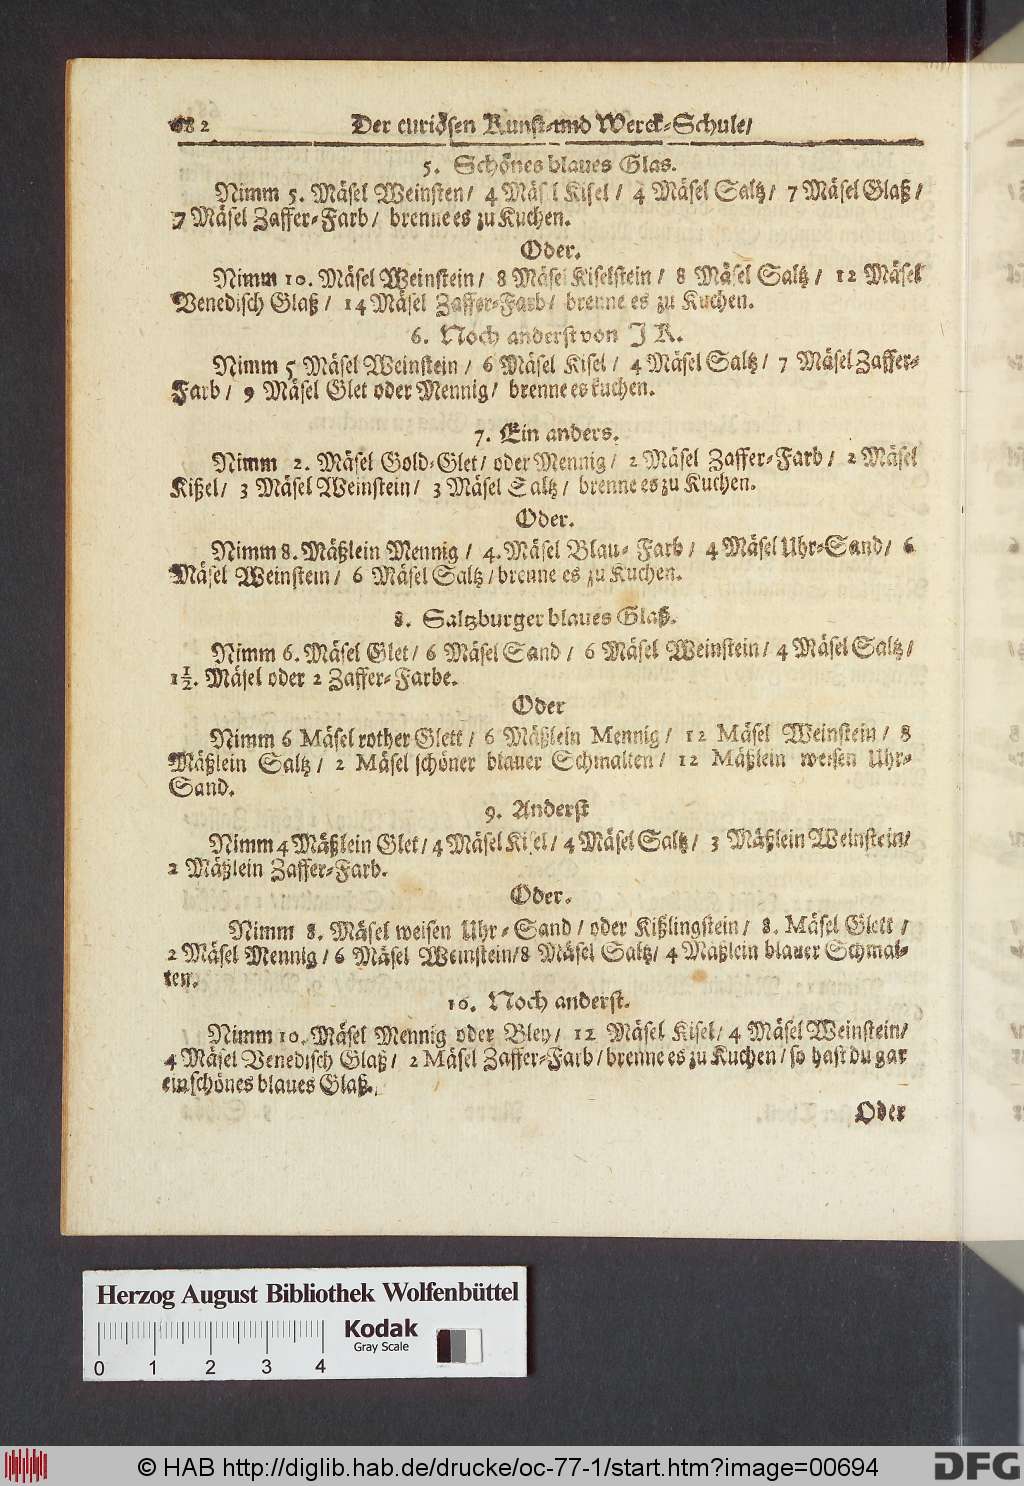 682 Der curiösen Kunst-und Werck-Schule/
5. Schönes blaues Glas.
Nimm 5. Mäsel Weinsten/ 4 Mäsel Kisel/ 4 Mäsel Saltz/ 7 Mäsel Glaß/
7 Mäsel Zaffer-Farb/ brenne es zu Kuchen.
Oder.
Nimm 10. Mäsel Weinstein/ 8 Mäsel Kiselstein/ 8 Mäsel Saltz/ 12 Mäsel
Venedisch Glaß/ 14 Mäsel Zaffer-Farb/ brenne es zu Kuchen.
6. Noch anderst von J K.
Nimm 5 Mäsel Weinstein/ 6 Mäsel Kisel/ 4 Mäsel Saltz/ 7 Mäsel Zaffer-
Farb/ 9 Mäsel Glet oder Mennig/ brenne es kuchen.
7. Ein anders.
Nimm 2. Mäsel Gold-Glet/ oder Mennig/ 2 Mäsel Zaffer-Farb/ 2 Mäsel
Kißel/ 3 Mäsel Weinstein/ 3 Mäsel Saltz/ brenne es zu Kuchen.
Oder.
Nimm 8. Mäßlein Mennig/ 4. Mäsel Blau-Farb/ 4 Mäsel Uhr-Sand/ 6
Mäsel Weinstein/ 6 Mäsel Saltz/ brenne es zu Kuchen.
8. Saltzburger blaues Glaß.
Nimm 6. Mäsel Glet/ 6 Mäsel Sand/ 6 Mäsel Weinstein/ 4 Mäsel Saltz/
1½. Mäsel oder 2 Zaffer-Farbe.
Oder
Nimm 6 Mäsel rother Glett/ 6 Mäßlein Mennig/ 12 Mäsel Weinstein/ 8
Mäßlein Saltz/ 2 Mäsel schöner blauer Schmalten/ 12 Mäßlein weisen Uhr-
Sand.
9. Anderst
Nimm 4 Mäßlein Glet/ 4 Mäsel Kisel/ 4 Mäsel Saltz/ 3 Mäßlein Weinstein/
2 Mäßlein Zaffer-Farb.
Oder.
Nimm 8. Mäsel weisen Uhr-Sand/ oder Kißlingstein/ 8. Mäsel Glett/
2 Mäsel Mennig/ 6 Mäsel Weinstein/ 8 Mäsel Saltz/ 4 Maßlein blauer Schmal-
ten.
10. Noch anderst.
Nimm 10. Mäsel Mennig oder Bley/ 12 Mäsel Kisel/ 4 Mäsel Weinstein/
4 Mäsel Venedisch Glaß/ 2 Mäsel Zaffer-Farb/ brenne es zu Kuchen/ so hast du gar
ein schönes blaues Glaß.
Oder
Herzog August Bibliothek Wolfenbüttel
Kodak
Gray Scale
0 1 2 3 4
© HAB http://diglib.hab.de/drucke/oc-77-1/start.htm?image=00694
DFG